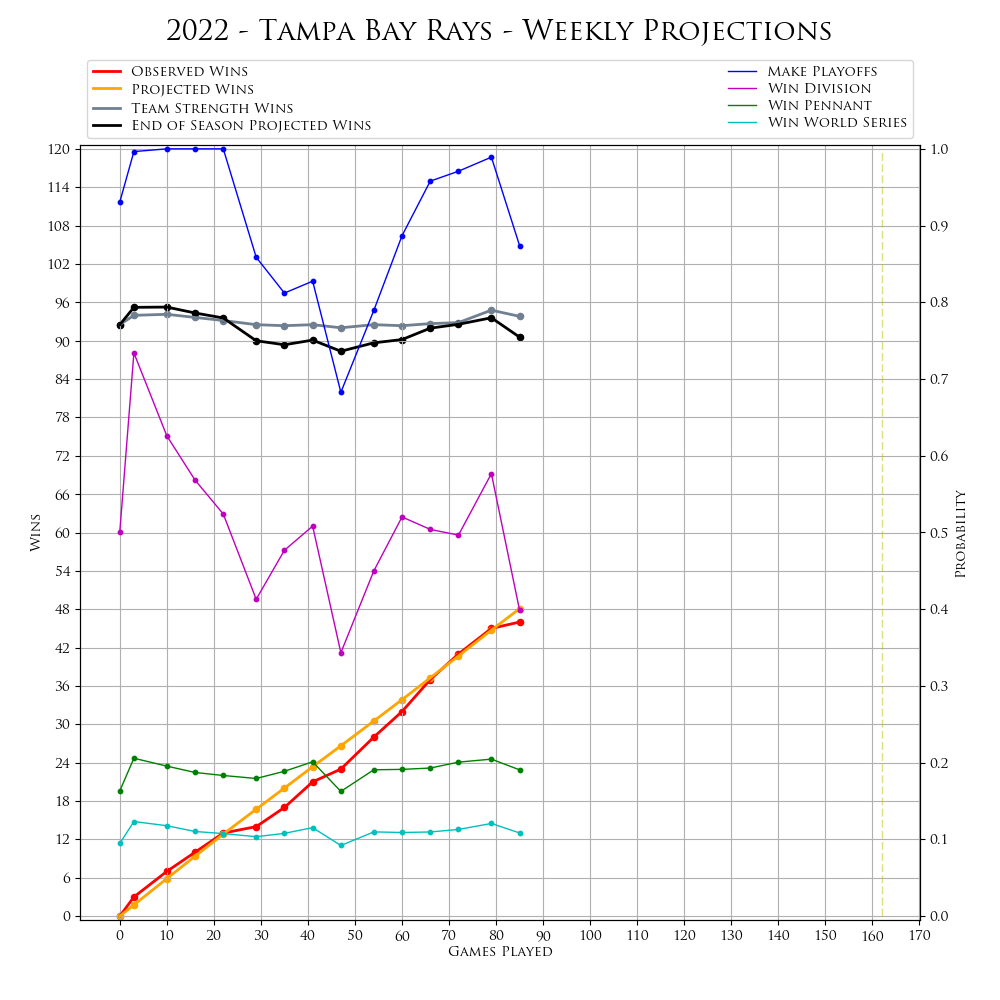 2022 - Tampa Bay Rays - Weekly Projections
Observed Wins
Projected Wins
Team Strength Wins
End of Season Projected Wins
Make Playoffs
Win Division
Win Pennant
Win World Series
120
114
108
102
96
90
84
78
72
66
60
54
48
42
36
30
24
18
12
6
0
Wins
1.0
0.9
0.8
0.7
0.6
0.5
0.4
0.3
0.2
0.1
0.0
Probability
0 10 20 30 40 50 60 70 80 90 100 110 120 130 140 150 160 170
Games Played